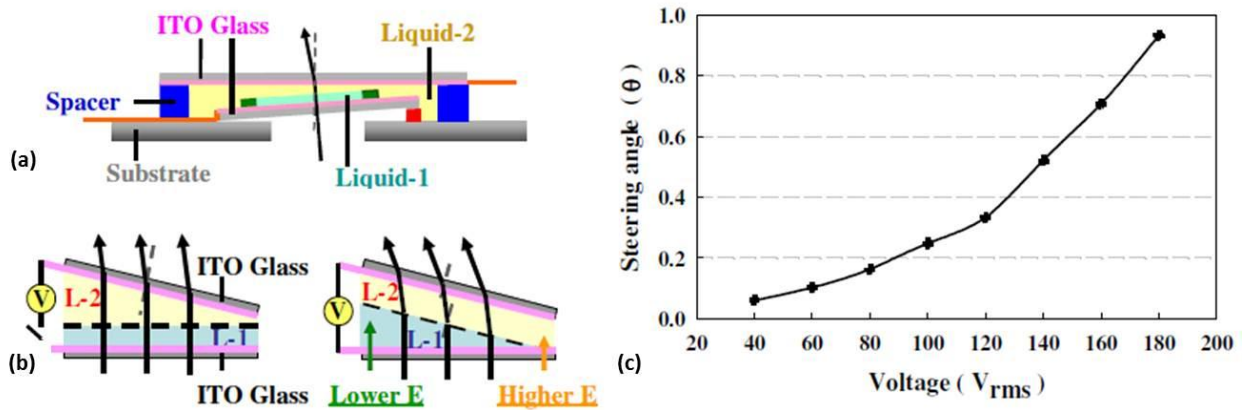 ITO Glass
Liquid-2
Spacer
(a)
Substrate
Liquid-1
V
L-2
L-1
ITO Glass
ITO Glass
(b)
V
L-2
L-1
Lower E
Higher E
(c)
Steering angle (θ)
1.0
0.8
0.6
0.4
0.2
0.0
20 40 60 80 100 120 140 160 180 200
Voltage ( Vrms )